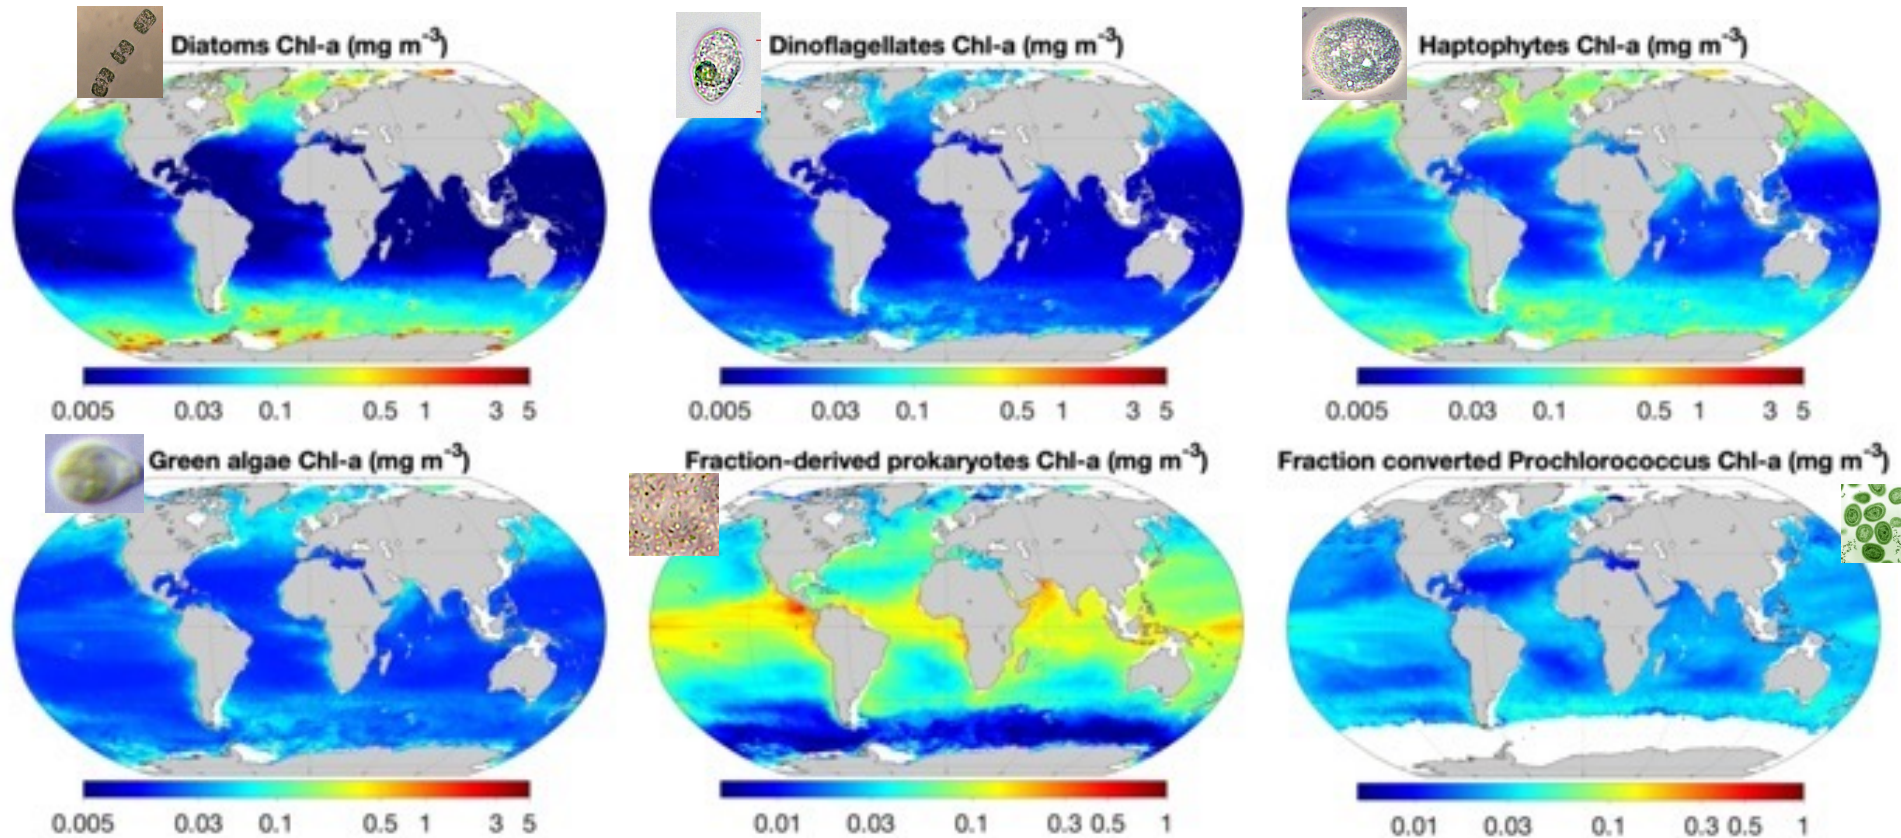 Diatoms Chl-a (mg m⁻³)
Dinoflagellates Chl-a (mg m⁻³)
Haptophytes Chl-a (mg m⁻³)
0.005 0.03 0.1 0.5 1 3 5
0.005 0.03 0.1 0.5 1 3 5
0.005 0.03 0.1 0.5 1 3 5
Green algae Chl-a (mg m⁻³)
Fraction-derived prokaryotes Chl-a (mg m⁻³)
Fraction converted Prochlorococcus Chl-a (mg m⁻³)
0.005 0.03 0.1 0.5 1 3 5
0.01 0.03 0.1 0.3 0.5 1
0.01 0.03 0.1 0.3 0.5 1